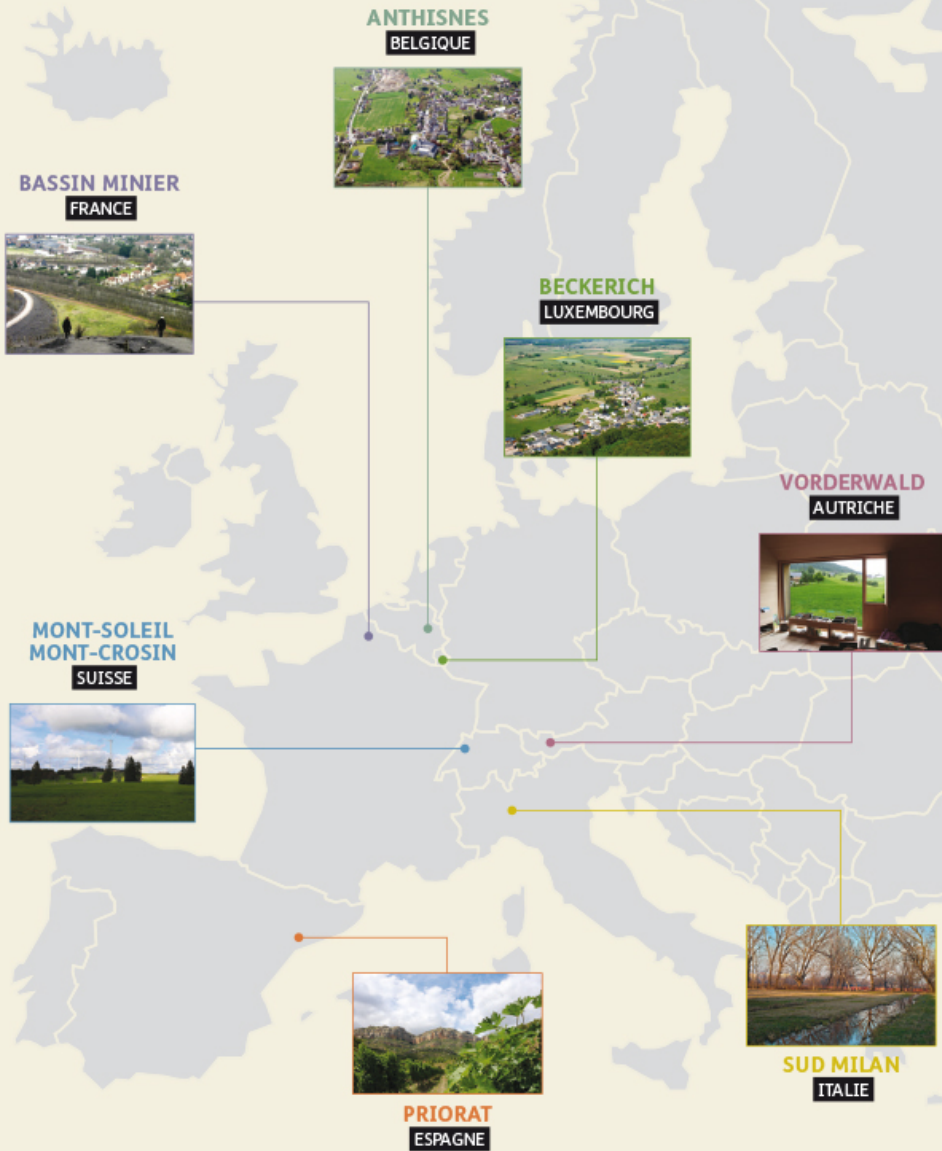 ANTHISNES
BELGIQUE
BASSIN MINIER
FRANCE
BECKERICH
LUXEMBOURG
VORDERWALD
AUTRICHE
MONT-SOLEIL
MONT-CROSIN
SUISSE
SUD MILAN
ITALIE
PRIORAT
ESPAGNE